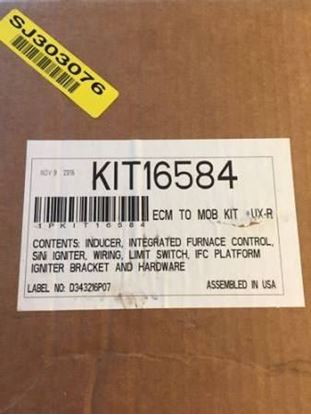 SJ303076
NOV 9 2016
KIT16584
1PKIT16584
ECM TO MOB KIT *UX-R
CONTENTS: INDUCER, INTEGRATED FURNACE CONTROL,
SiNi IGNITER, WIRING, LIMIT SWITCH, IFC PLATFORM
IGNITER BRACKET AND HARDWARE
LABEL NO: D343216P07 ASSEMBLED IN USA